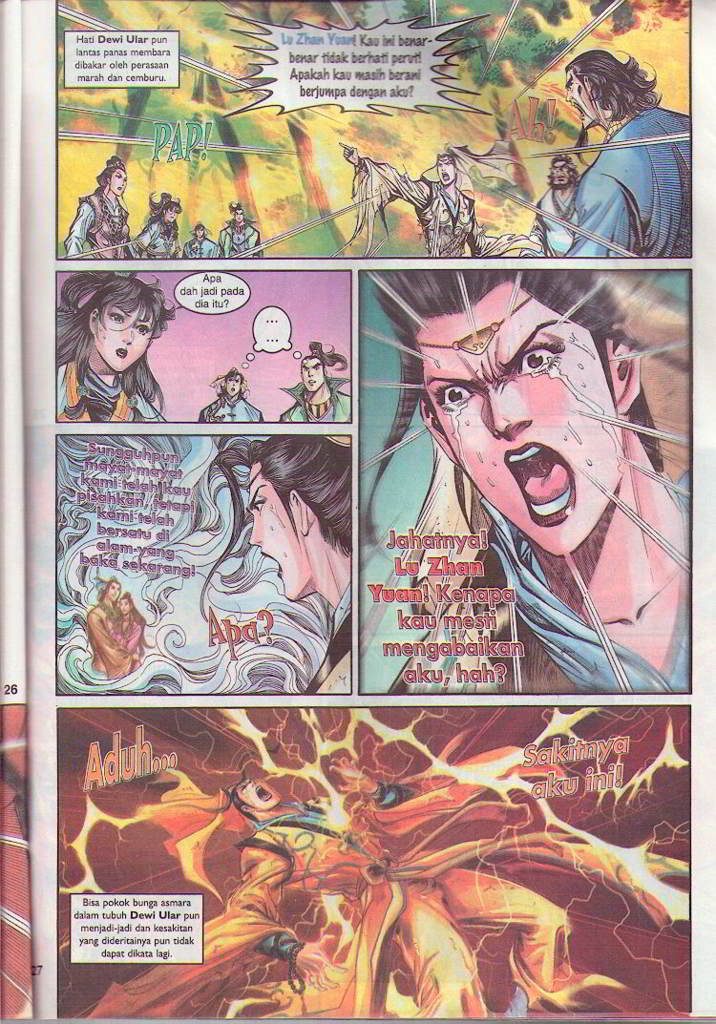 Hati Dewi Ular pun
lantas panas membara
dibakar oleh perasaan
marah dan cemburu.
Lu Zhan Yuan! Kau ini benar-
benar tidak berhati perut!
Apakah kau masih berani
berjumpa dengan aku?
PAP!
Ah!
Apa
dah jadi pada
dia itu?
...
...
Sungguhpun
mayat-mayat
kami telah kau
pisahkan, tetapi
kami telah
bersatu di
alam yang
baka sekarang!
Apa?
Jahatnya!
Lu Zhan
Yuan! Kenapa
kau mesti
mengabaikan
aku, hah?
26
Aduh...
Sakitnya
aku ini!
Bisa pokok bunga asmara
dalam tubuh Dewi Ular pun
menjadi-jadi dan kesakitan
yang dideritainya pun tidak
dapat dikata lagi.
27